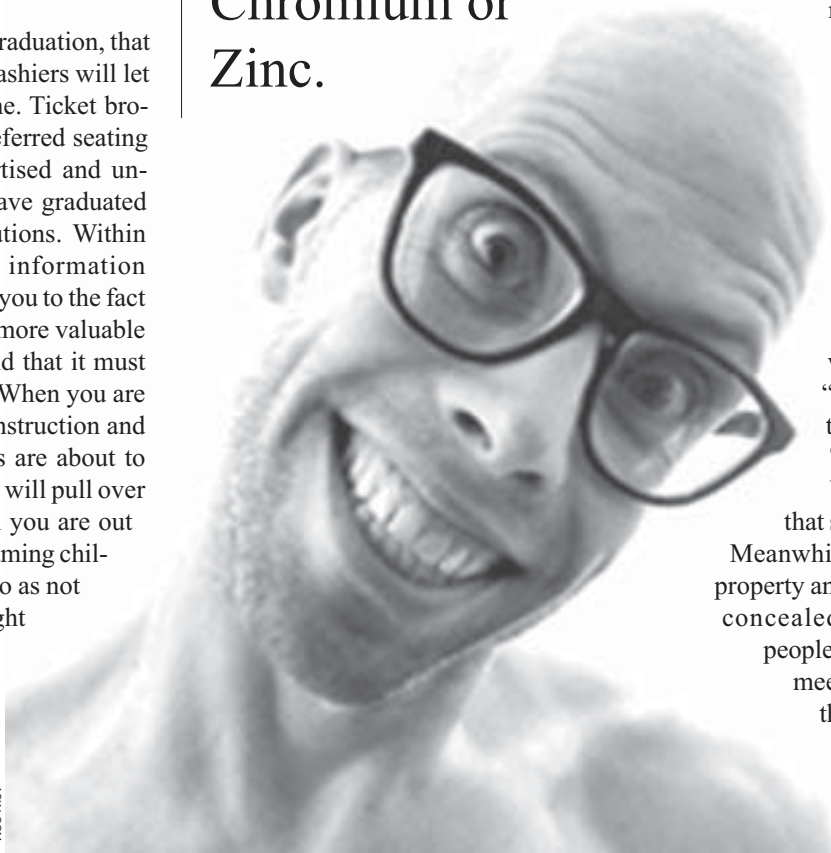 Chromium or
Zinc.
raduation, that
ashiers will let
ne. Ticket bro-
eferred seating
rtised and un-
ave graduated
utions. Within
information
you to the fact
more valuable
d that it must
When you are
nstruction and
s are about to
will pull over
you are out
ming chil-
o as not
ght
that
Meanwhi
property an
concealed
people
mee
th